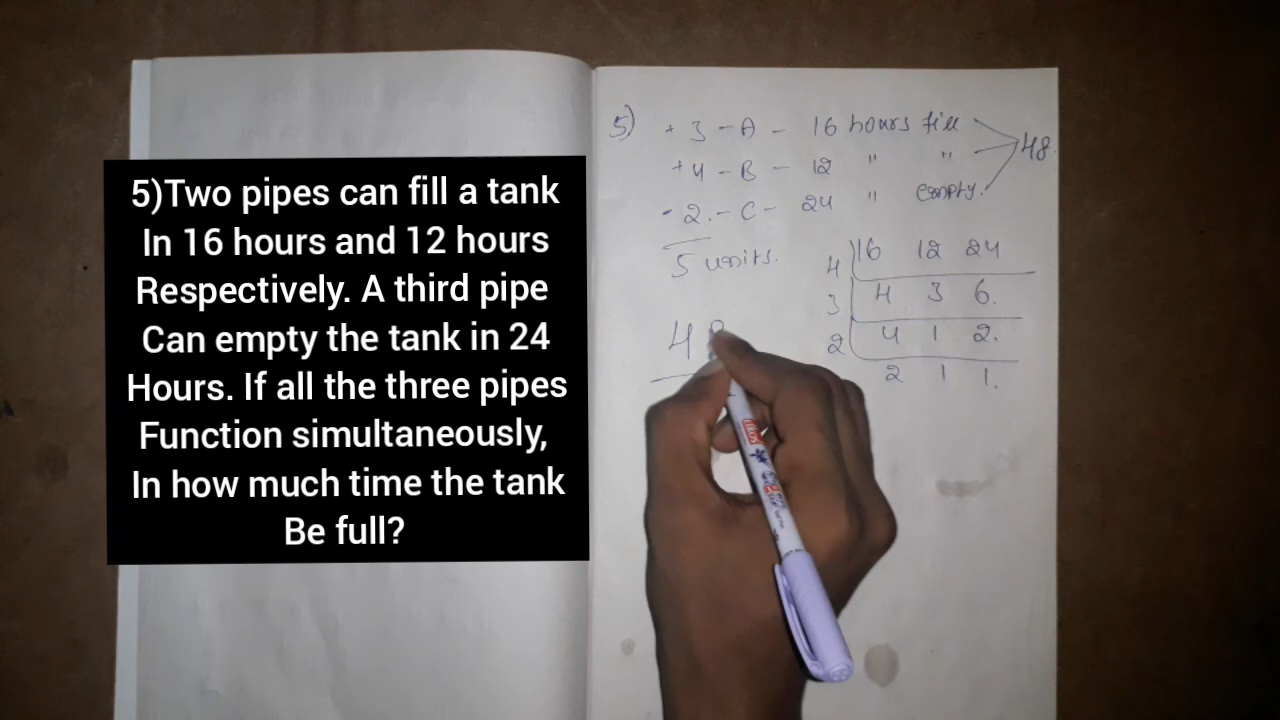 5)Two pipes can fill a tank
In 16 hours and 12 hours
Respectively. A third pipe
Can empty the tank in 24
Hours. If all the three pipes
Function simultaneously,
In how much time the tank
Be full?
5) +3 - A - 16 hours fill
+4 - B - 12 " "
48.
-2. - C - 24 " empty.
5 units.
4 16 12 24
3 4 3 6.
2 4 1 2.
2 1 1.
48